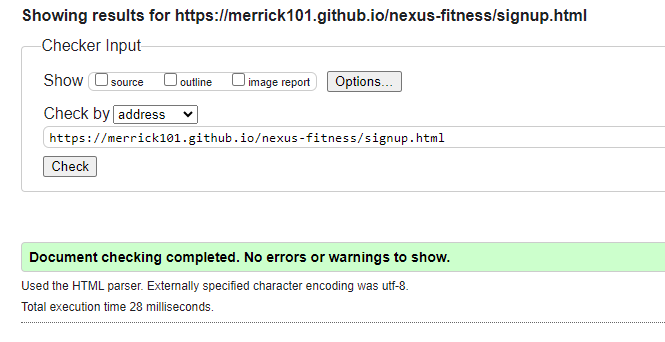 Showing results for https://merrick101.github.io/nexus-fitness/signup.html
Checker Input
Show source outline image report Options...
Check by address
https://merrick101.github.io/nexus-fitness/signup.html
Check
Document checking completed. No errors or warnings to show.
Used the HTML parser. Externally specified character encoding was utf-8.
Total execution time 28 milliseconds.